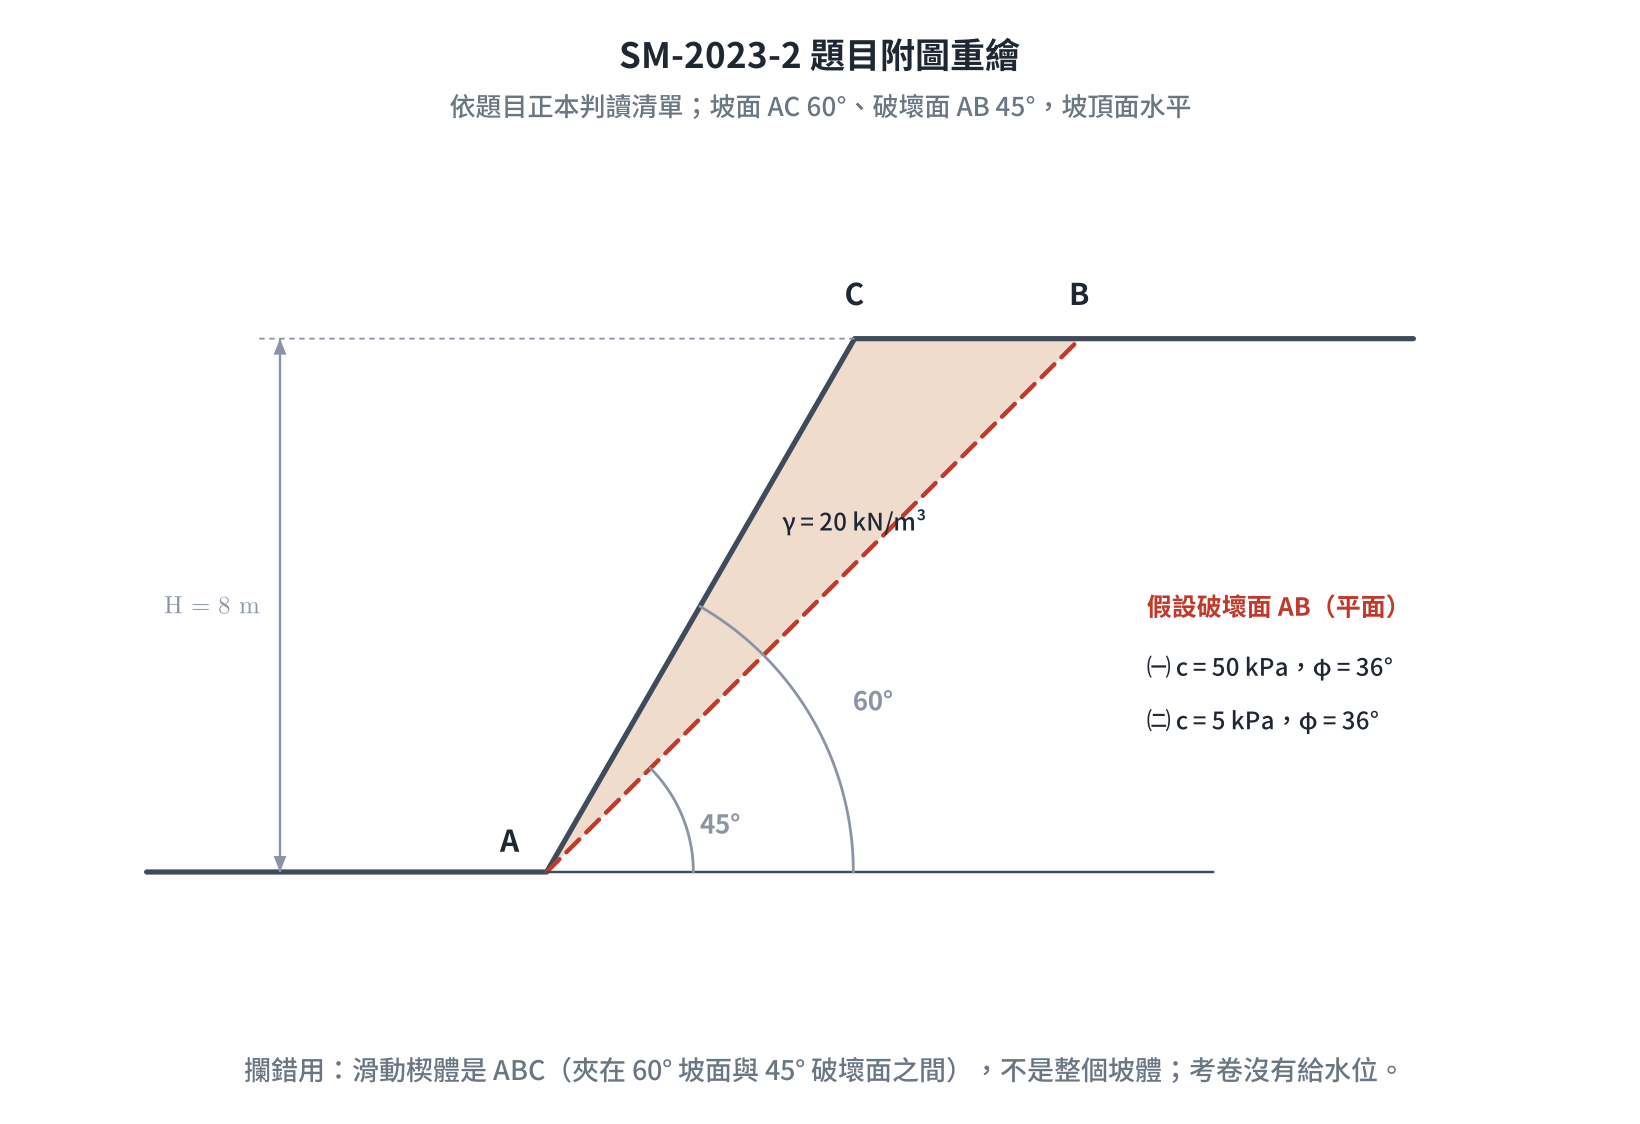 SM-2023-2 題目附圖重繪
依題目正本判讀清單；坡面 AC 60°、破壞面 AB 45°，坡頂面水平
C
B
γ = 20 kN/m³
H = 8 m
假設破壞面 AB（平面）
㈠ c = 50 kPa，ϕ = 36°
60°
㈡ c = 5 kPa，ϕ = 36°
45°
A
攔錯用：滑動楔體是 ABC（夾在 60° 坡面與 45° 破壞面之間），不是整個坡體；考卷沒有給水位。